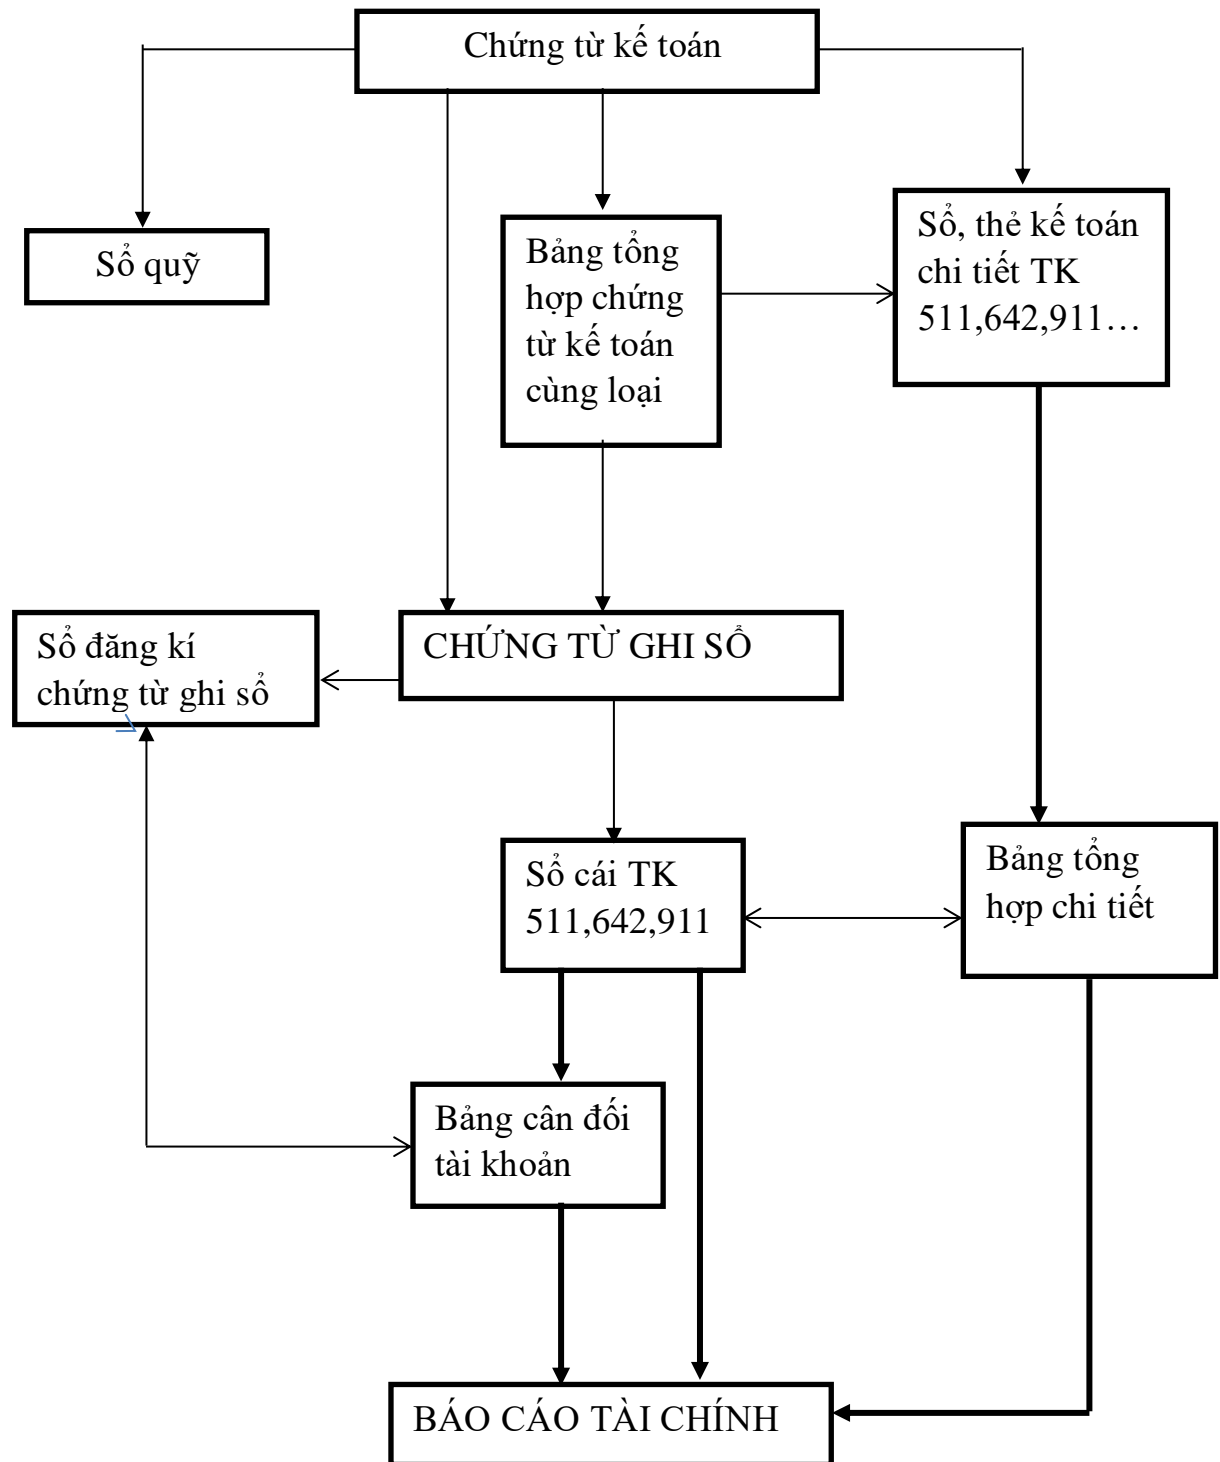 Chứng từ kế toán
Sổ quỹ
Bảng tổng
hợp chứng
từ kế toán
cùng loại
Sổ, thẻ kế toán
chi tiết TK
511,642,911…
Sổ đăng kí
chứng từ ghi sổ
CHỨNG TỪ GHI SỔ
Sổ cái TK
511,642,911
Bảng tổng
hợp chi tiết
Bảng cân đối
tài khoản
BÁO CÁO TÀI CHÍNH